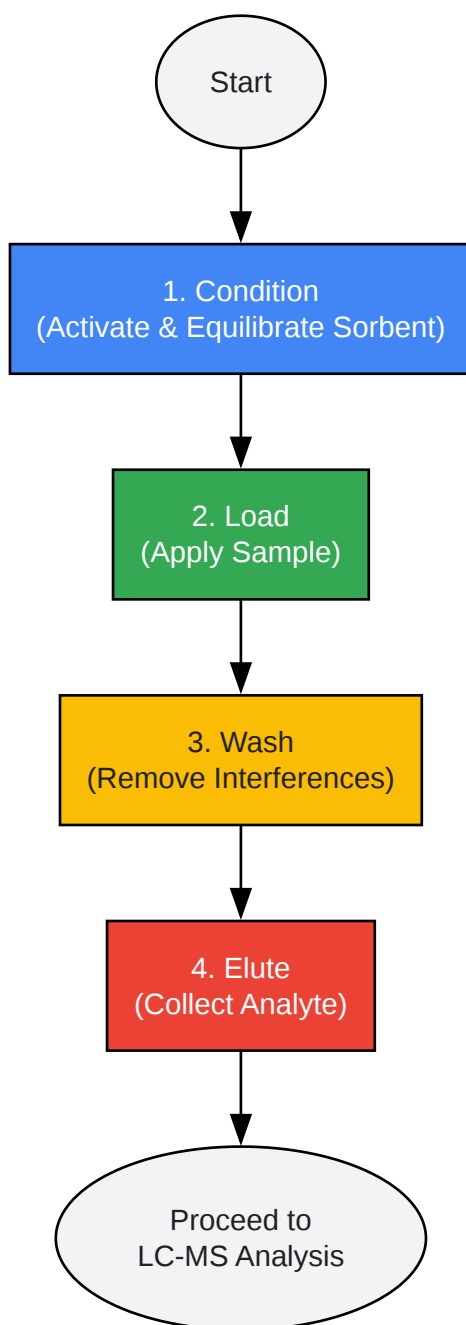 Start
1. Condition
(Activate & Equilibrate Sorbent)
2. Load
(Apply Sample)
3. Wash
(Remove Interferences)
4. Elute
(Collect Analyte)
Proceed to
LC-MS Analysis